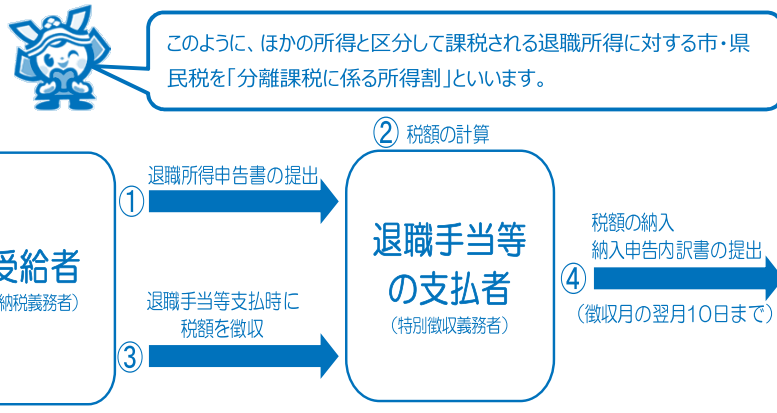 このように、ほかの所得と区分して課税される退職所得に対する市・県
民税を「分離課税に係る所得割」といいます。
② 税額の計算
退職所得申告書の提出
①
受給者
納税義務者）
退職手当等支払時に
税額を徴収
③
退職手当等
の支払者
（特別徴収義務者）
税額の納入
納入申告内訳書の提出
④
（徴収月の翌月10日まで）